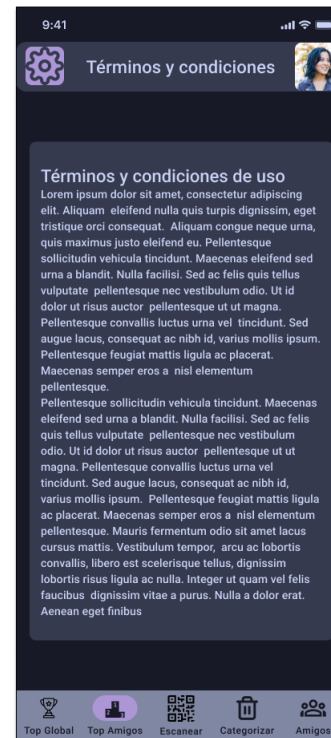 9:41
Términos y condiciones
Términos y condiciones de uso
Lorem ipsum dolor sit amet, consectetur adipiscing
elit. Aliquam eleifend nulla quis turpis dignissim, eget
tristique orci consequat. Aliquam congue neque urna,
quis maximus justo eleifend eu. Pellentesque
sollicitudin vehicula tincidunt. Maecenas eleifend sed
urna a blandit. Nulla facilisi. Sed ac felis quis tellus
vulputate pellentesque nec vestibulum odio. Ut id
dolor ut risus auctor pellentesque ut ut magna.
Pellentesque convallis luctus urna vel tincidunt. Sed
augue lacus, consequat ac nibh id, varius mollis ipsum.
Pellentesque feugiat mattis ligula ac placerat.
Maecenas semper eros a nisl elementum
pellentesque.
Pellentesque sollicitudin vehicula tincidunt. Maecenas
eleifend sed urna a blandit. Nulla facilisi. Sed ac felis
quis tellus vulputate pellentesque nec vestibulum
odio. Ut id dolor ut risus auctor pellentesque ut ut
magna. Pellentesque convallis luctus urna vel
tincidunt. Sed augue lacus, consequat ac nibh id,
varius mollis ipsum. Pellentesque feugiat mattis ligula
ac placerat. Maecenas semper eros a nisl elementum
pellentesque. Mauris fermentum odio sit amet lacus
cursus mattis. Vestibulum tempor, arcu ac lobortis
convallis, libero est scelerisque tellus, dignissim
lobortis risus ligula ac nulla. Integer ut quam vel felis
faucibus dignissim vitae a purus. Nulla a dolor erat.
Aenean eget finibus
Top Global Top Amigos Escanear Categorizar Amigos